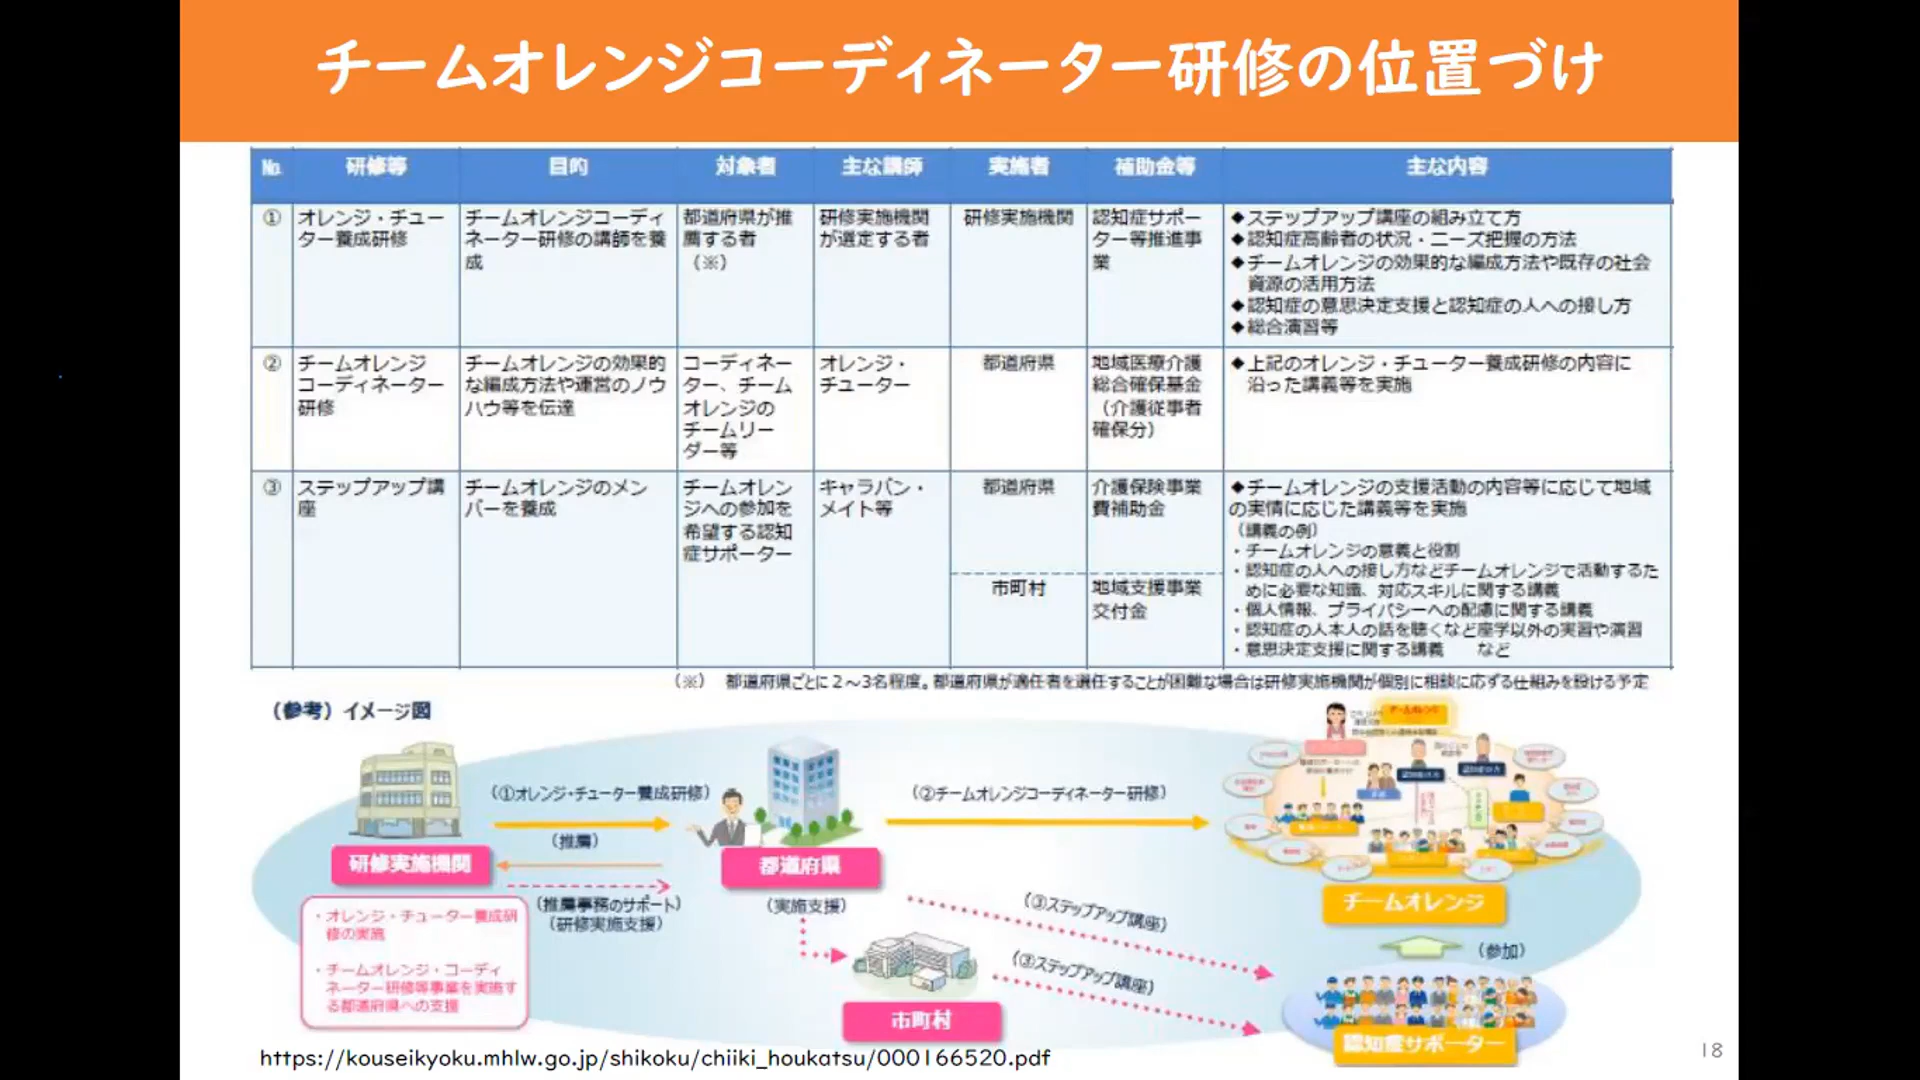 チームオレンジコーディネーター研修の位置づけ
№ 研修等 目的 対象者 主な講師 実施者 補助金等 主な内容
① オレンジ・チュー
ター養成研修
チームオレンジコーディ
ネーター研修の講師を養
成
都道府県が推
薦する者
（※）
研修実施機関
が選定する者
研修実施機関
認知症サポー
ター等推進事
業
◆ステップアップ講座の組み立て方
◆認知症高齢者の状況・ニーズ把握の方法
◆チームオレンジの効果的な編成方法や既存の社会
資源の活用方法
◆認知症の意思決定支援と認知症の人への接し方
◆総合演習等
② チームオレンジ
コーディネーター
研修
チームオレンジの効果的
な編成方法や運営のノウ
ハウ等を伝達
コーディネー
ター、チーム
オレンジの
チームリー
ダー等
オレンジ・
チューター
都道府県
地域医療介護
総合確保基金
（介護従事者
確保分）
◆上記のオレンジ・チューター養成研修の内容に
沿った講義等を実施
③ ステップアップ講
座
チームオレンジのメン
バーを養成
チームオレン
ジへの参加を
希望する認知
症サポーター
キャラバン・
メイト等
都道府県
介護保険事業
費補助金
市町村
地域支援事業
交付金
◆チームオレンジの支援活動の内容等に応じて地域
の実情に応じた講義等を実施
（講義の例）
・チームオレンジの意義と役割
・認知症の人への接し方などチームオレンジで活動するた
めに必要な知識、対応スキルに関する講義
・個人情報、プライバシーへの配慮に関する講義
・認知症の人本人の話を聴くなど座学以外の実習や演習
・意思決定支援に関する講義　　など
（※）　都道府県ごとに２～３名程度。都道府県が適任者を選任することが困難な場合は研修実施機関が個別に相談に応ずる仕組みを設ける予定
（参考）イメージ図
（①オレンジ・チューター養成研修）
（推薦）
（推薦事務のサポート）
（研修実施支援）
研修実施機関
・オレンジ・チューター養成研
修の実施
・チームオレンジ・コーディ
ネーター研修等事業を実施す
る都道府県への支援
都道府県
（実施支援）
（②チームオレンジコーディネーター研修）
（③ステップアップ講座）
（③ステップアップ講座）
市町村
チームオレンジ
チームオレンジ
（参加）
認知症サポーター
https://kouseikyoku.mhlw.go.jp/shikoku/chiiki_houkatsu/000166520.pdf
18